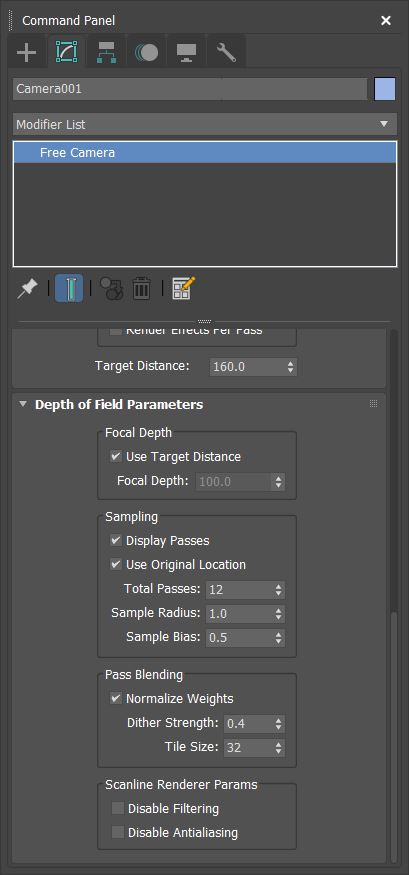 Command Panel
Camera001
Modifier List
Free Camera
Render Effects Per Pass
Target Distance: 160.0
Depth of Field Parameters
Focal Depth
Use Target Distance
Focal Depth: 100.0
Sampling
Display Passes
Use Original Location
Total Passes: 12
Sample Radius: 1.0
Sample Bias: 0.5
Pass Blending
Normalize Weights
Dither Strength: 0.4
Tile Size: 32
Scanline Renderer Params
Disable Filtering
Disable Antialiasing